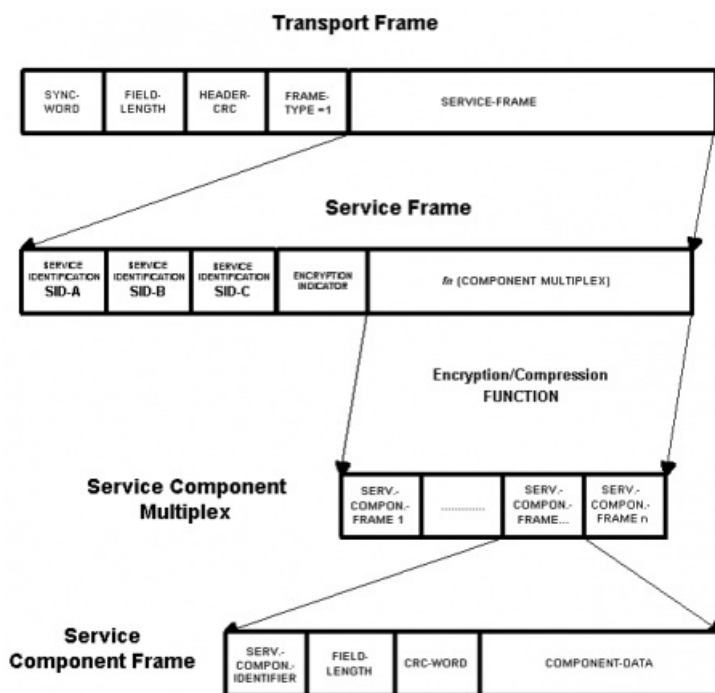 Transport Frame
SYNC-
WORD
FIELD-
LENGTH
HEADER-
CRC
FRAME-
TYPE =1
SERVICE-FRAME
Service Frame
SERVICE
IDENTIFICATION
SID-A
SERVICE
IDENTIFICATION
SID-B
SERVICE
IDENTIFICATION
SID-C
ENCRYPTION
INDICATOR
fn (COMPONENT MULTIPLEX)
Encryption/Compression
FUNCTION
Service Component
Multiplex
SERV.-
COMPON.-
FRAME 1
.............
SERV.-
COMPON.-
FRAME...
SERV.-
COMPON.-
FRAME n
Service
Component Frame
SERV.-
COMPON.-
IDENTIFIER
FIELD-
LENGTH
CRC-WORD
COMPONENT-DATA